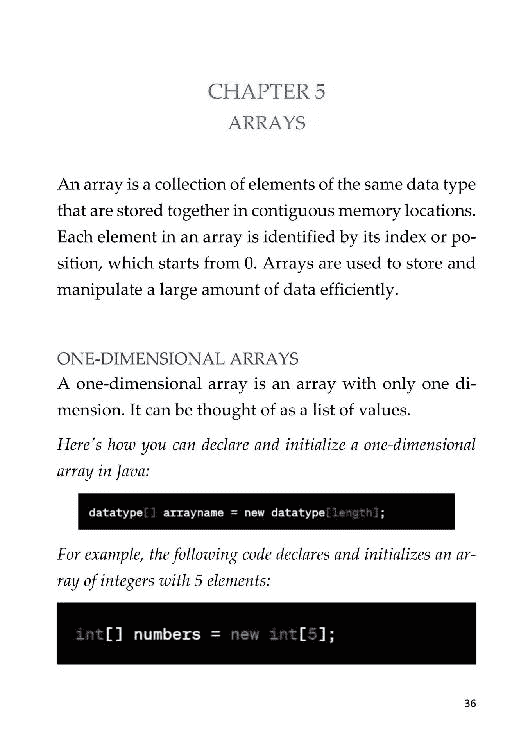 CHAPTER 5
ARRAYS
An array is a collection of elements of the same data type
that are stored together in contiguous memory locations.
Each element in an array is identified by its index or po-
sition, which starts from 0. Arrays are used to store and
manipulate a large amount of data efficiently.
ONE-DIMENSIONAL ARRAYS
A one-dimensional array is an array with only one di-
mension. It can be thought of as a list of values.
Here's how you can declare and initialize a one-dimensional
array in Java:
datatype[] arrayname = new datatype[length];
For example, the following code declares and initializes an ar-
ray of integers with 5 elements:
int[] numbers = new int[5];
36